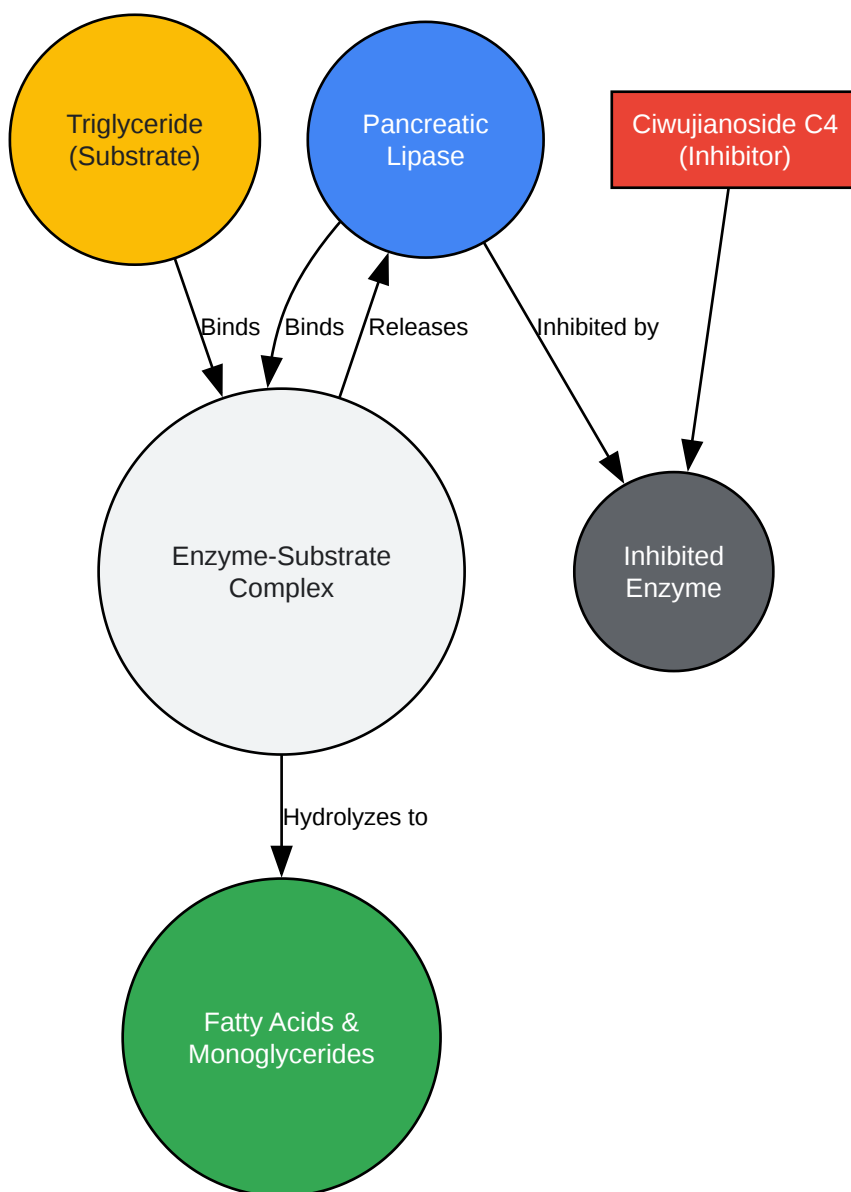 Triglyceride
(Substrate)
Pancreatic
Lipase
Ciwujianoside C4
(Inhibitor)
Binds
Binds
Releases
Inhibited by
Enzyme-Substrate
Complex
Inhibited
Enzyme
Hydrolyzes to
Fatty Acids &
Monoglycerides